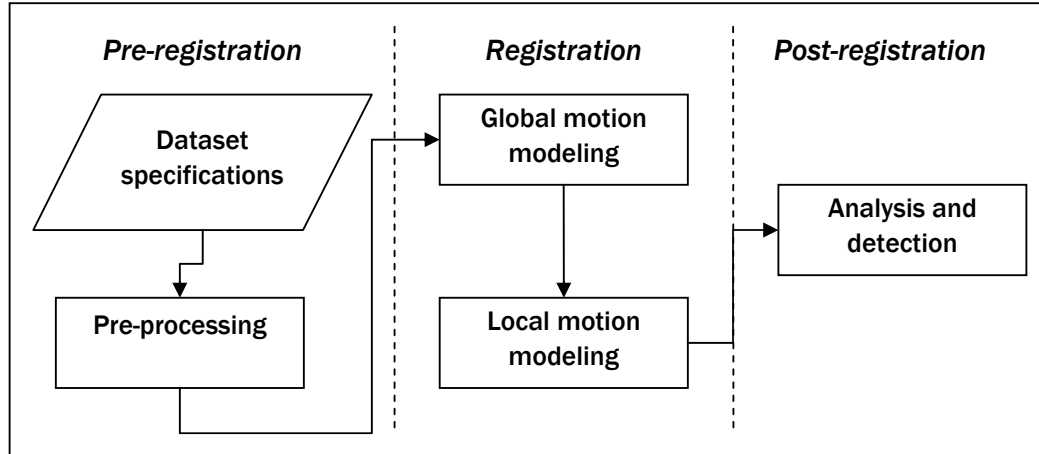 Pre-registration
Dataset
specifications
Pre-processing
Registration
Global motion
modeling
Local motion
modeling
Post-registration
Analysis and
detection